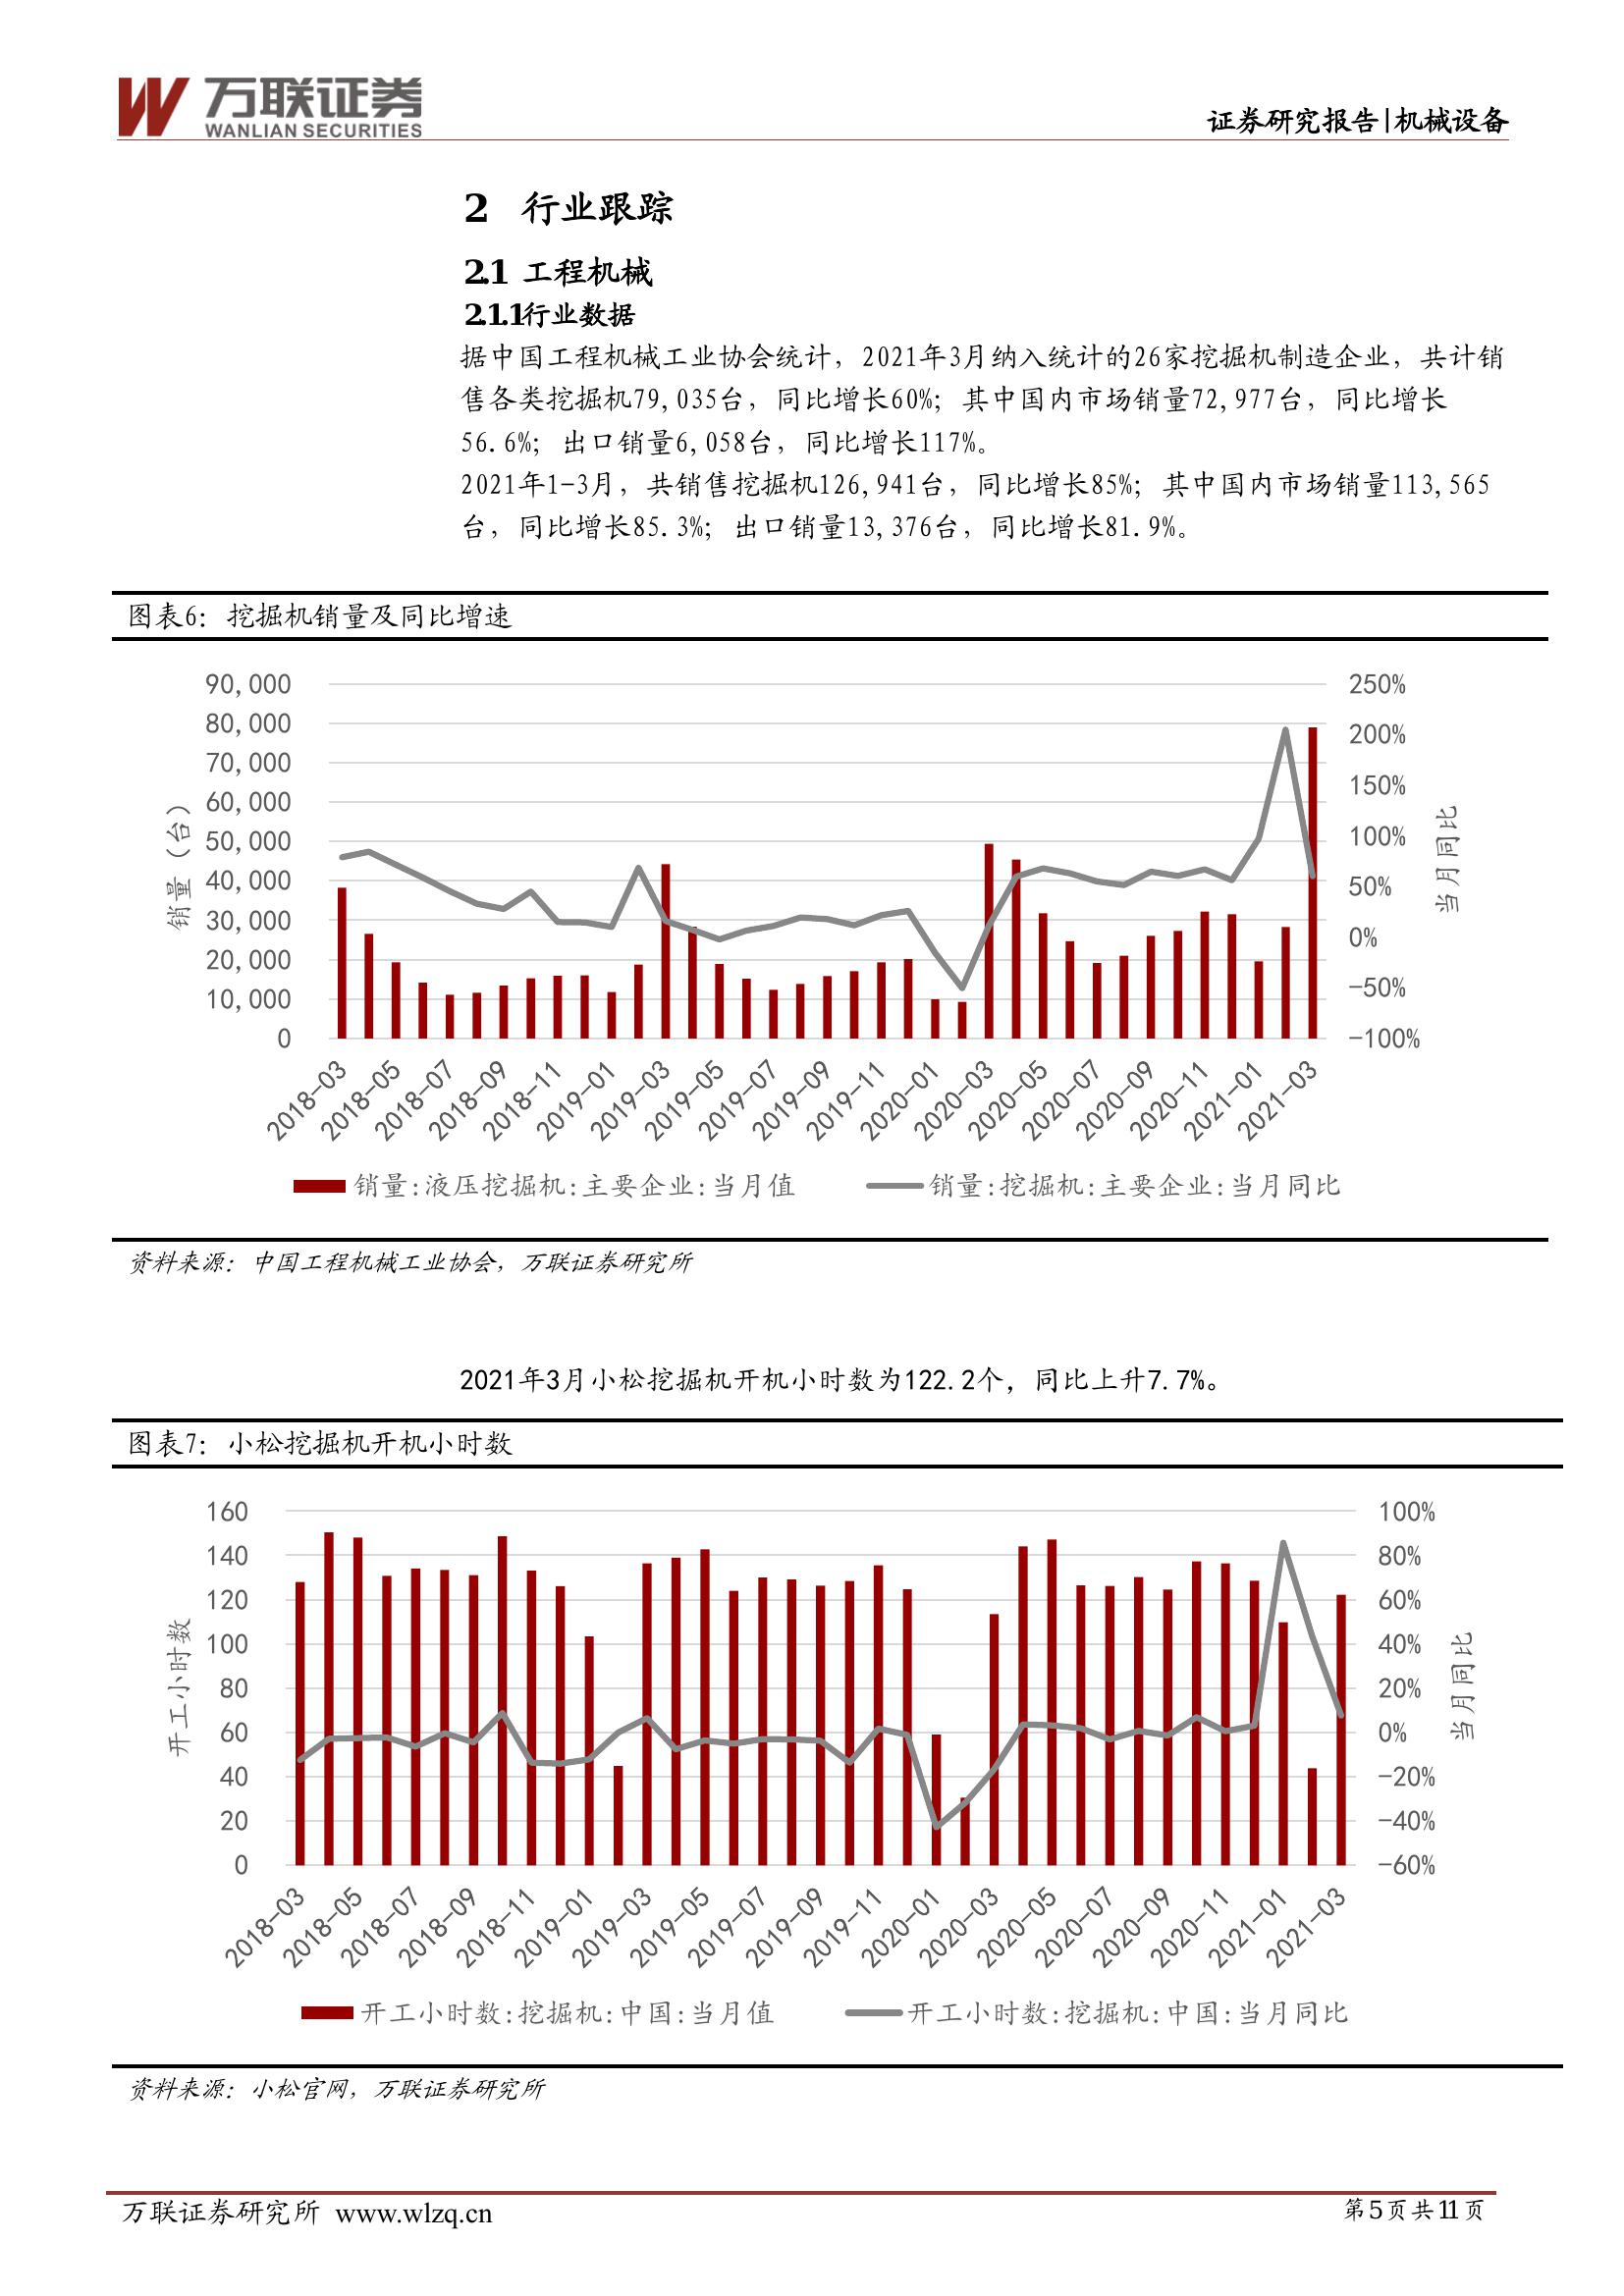 万联证券
WANLIAN SECURITIES
证券研究报告|机械设备
2 行业跟踪
2.1 工程机械
2.1.1行业数据
据中国工程机械工业协会统计，2021年3月纳入统计的26家挖掘机制造企业，共计销
售各类挖掘机79,035台，同比增长60%；其中国内市场销量72,977台，同比增长
56.6%；出口销量6,058台，同比增长117%。
2021年1-3月，共销售挖掘机126,941台，同比增长85%；其中国内市场销量113,565
台，同比增长85.3%；出口销量13,376台，同比增长81.9%。
图表6：挖掘机销量及同比增速
销量（台）
90,000
80,000
70,000
60,000
50,000
40,000
30,000
20,000
10,000
0
250%
200%
150%
100%
50%
0%
-50%
-100%
当月同比
2018-03
2018-05
2018-07
2018-09
2018-11
2019-01
2019-03
2019-05
2019-07
2019-09
2019-11
2020-01
2020-03
2020-05
2020-07
2020-09
2020-11
2021-01
2021-03
销量:液压挖掘机:主要企业:当月值
销量:挖掘机:主要企业:当月同比
资料来源：中国工程机械工业协会，万联证券研究所
2021年3月小松挖掘机开机小时数为122.2个，同比上升7.7%。
图表7：小松挖掘机开机小时数
开工小时数
160
140
120
100
80
60
40
20
0
100%
80%
60%
40%
20%
0%
-20%
-40%
-60%
当月同比
2018-03
2018-05
2018-07
2018-09
2018-11
2019-01
2019-03
2019-05
2019-07
2019-09
2019-11
2020-01
2020-03
2020-05
2020-07
2020-09
2020-11
2021-01
2021-03
开工小时数:挖掘机:中国:当月值
开工小时数:挖掘机:中国:当月同比
资料来源：小松官网，万联证券研究所
万联证券研究所 www.wlzq.cn
第5页共11页